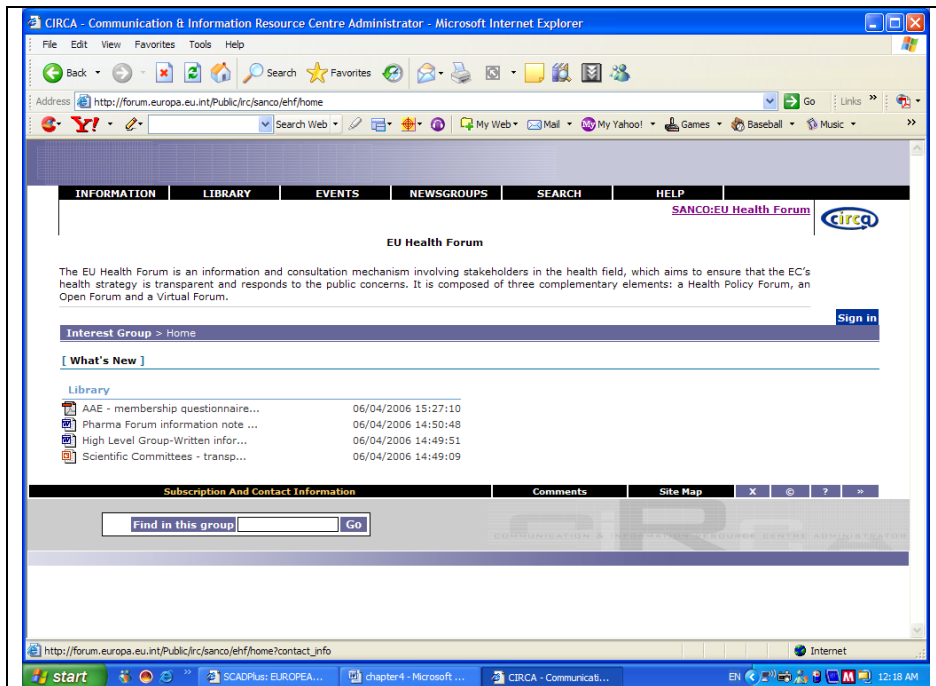 CIRCA - Communication & Information Resource Centre Administrator - Microsoft Internet Explorer
File Edit View Favorites Tools Help
Back Search Favorites
Address http://forum.europa.eu.int/Public/irc/sanco/ehf/home Go Links »
Y! Search Web My Web Mail My Yahoo! Games Baseball Music »
INFORMATION LIBRARY EVENTS NEWSGROUPS SEARCH HELP
SANCO:EU Health Forum
circa
EU Health Forum
The EU Health Forum is an information and consultation mechanism involving stakeholders in the health field, which aims to ensure that the EC's
health strategy is transparent and responds to the public concerns. It is composed of three complementary elements: a Health Policy Forum, an
Open Forum and a Virtual Forum.
Sign in
Interest Group > Home
[ What's New ]
Library
AAE - membership questionnaire... 06/04/2006 15:27:10
Pharma Forum information note ... 06/04/2006 14:50:48
High Level Group-Written infor... 06/04/2006 14:49:51
Scientific Committees - transp... 06/04/2006 14:49:09
Subscription And Contact Information Comments Site Map X © ? »
Find in this group Go
CiRCA
COMMUNICATION & INFORMATION RESOURCE CENTRE ADMINISTRATOR
http://forum.europa.eu.int/Public/irc/sanco/ehf/home?contact_info Internet
start » SCADPlus: EUROPEA... chapter4 - Microsoft ... CIRCA - Communicati... EN 12:18 AM